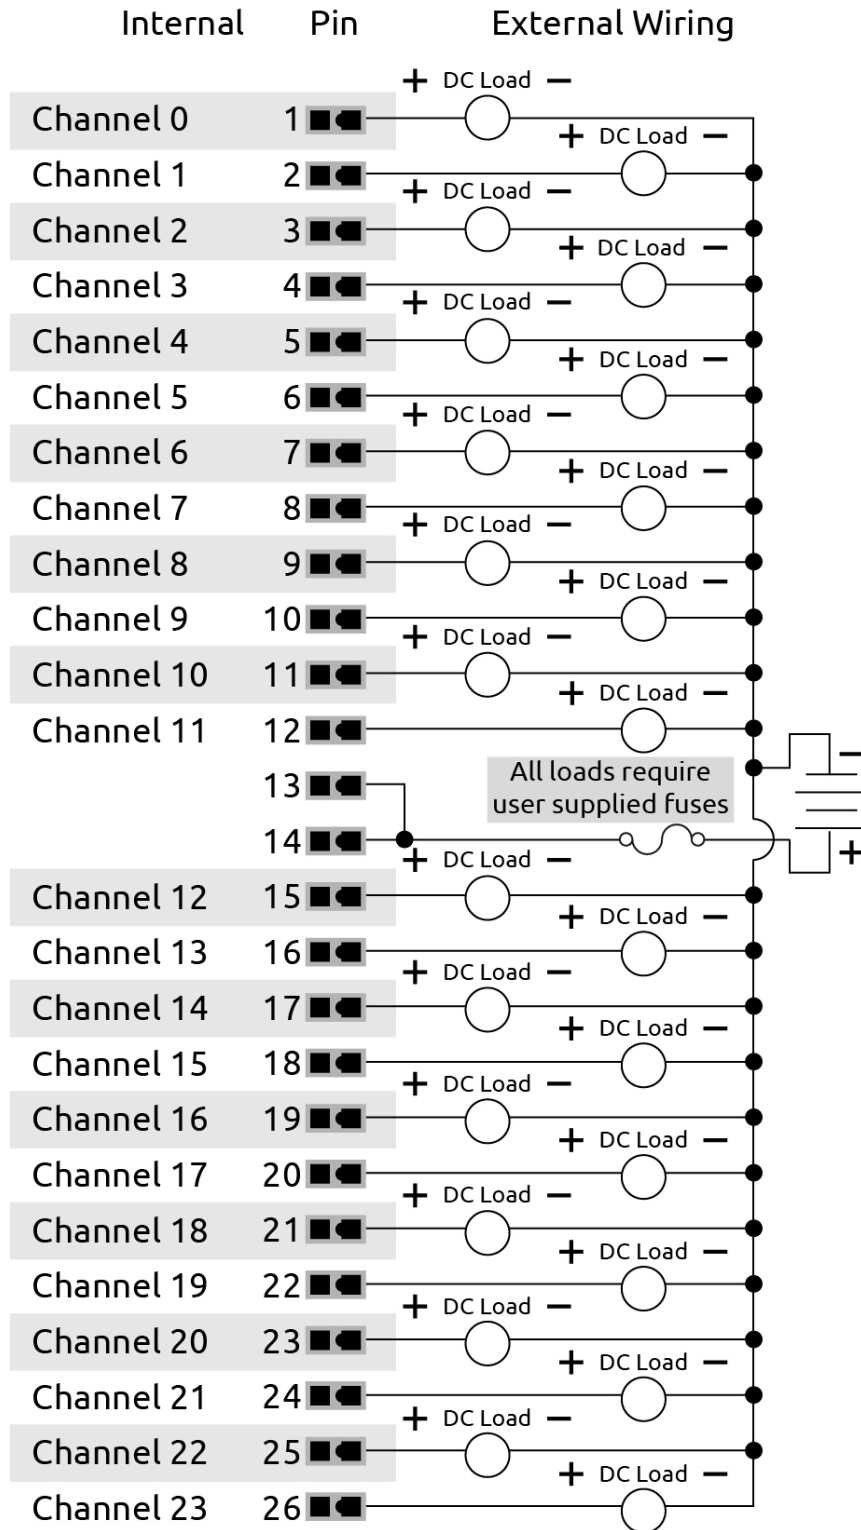 Internal Pin External Wiring
+ DC Load −
Channel 0 1
+ DC Load −
Channel 1 2
+ DC Load −
Channel 2 3
+ DC Load −
Channel 3 4
+ DC Load −
Channel 4 5
+ DC Load −
Channel 5 6
+ DC Load −
Channel 6 7
+ DC Load −
Channel 7 8
+ DC Load −
Channel 8 9
+ DC Load −
Channel 9 10
+ DC Load −
Channel 10 11
+ DC Load −
Channel 11 12
−
All loads require
13
user supplied fuses
14
+
+ DC Load −
Channel 12 15
+ DC Load −
Channel 13 16
+ DC Load −
Channel 14 17
+ DC Load −
Channel 15 18
+ DC Load −
Channel 16 19
+ DC Load −
Channel 17 20
+ DC Load −
Channel 18 21
+ DC Load −
Channel 19 22
+ DC Load −
Channel 20 23
+ DC Load −
Channel 21 24
+ DC Load −
Channel 22 25
+ DC Load −
Channel 23 26